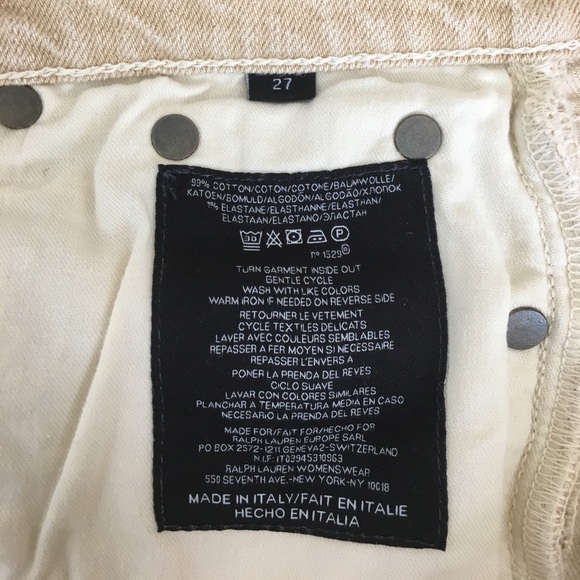 27
99% COTTON/COTON/COTONE/BAUMWOLLE/
KATOEN/BOMULD/ALGODÓN/ALGODÃO/ХЛОПОК
1% ELASTANE/ELASTHANNE/ELASTHAN/
ELASTAAN/ELASTANO/ЭЛАСТАН
30 P
nº 1529®
TURN GARMENT INSIDE OUT
GENTLE CYCLE
WASH WITH LIKE COLORS
WARM IRON IF NEEDED ON REVERSE SIDE
RETOURNER LE VETEMENT
CYCLE TEXTILES DELICATS
LAVER AVEC COULEURS SEMBLABLES
REPASSER A FER MOYEN SI NECESSAIRE
REPASSER L'ENVERS A
PONER LA PRENDA DEL REVES
CICLO SUAVE
LAVAR CON COLORES SIMILARES
PLANCHAR A TEMPERATURA MEDIA EN CASO
NECESARIO LA PRENDA DEL REVES
MADE FOR/FAIT FOR/HECHO FOR
RALPH LAUREN EUROPE SARL
PO BOX 2572-1211 GENEVA2-SWITZERLAND
N.I.F: IT03945310963
RALPH LAUREN WOMENSWEAR
550 SEVENTH AVE.-NEW-YORK-NY 10018
MADE IN ITALY/FAIT EN ITALIE
HECHO EN ITALIA